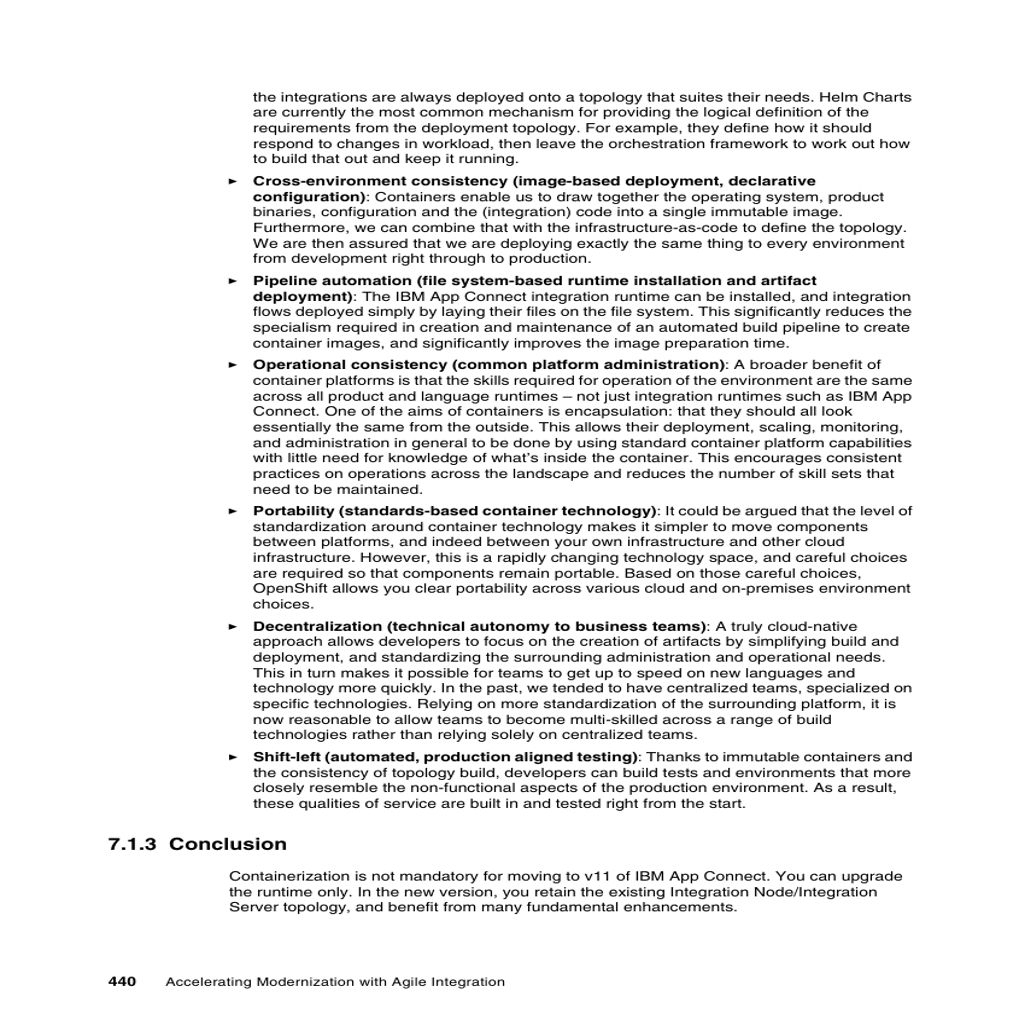 the integrations are always deployed onto a topology that suites their needs. Helm Charts
are currently the most common mechanism for providing the logical definition of the
requirements from the deployment topology. For example, they define how it should
respond to changes in workload, then leave the orchestration framework to work out how
to build that out and keep it running.
► Cross-environment consistency (image-based deployment, declarative
configuration): Containers enable us to draw together the operating system, product
binaries, configuration and the (integration) code into a single immutable image.
Furthermore, we can combine that with the infrastructure-as-code to define the topology.
We are then assured that we are deploying exactly the same thing to every environment
from development right through to production.
► Pipeline automation (file system-based runtime installation and artifact
deployment): The IBM App Connect integration runtime can be installed, and integration
flows deployed simply by laying their files on the file system. This significantly reduces the
specialism required in creation and maintenance of an automated build pipeline to create
container images, and significantly improves the image preparation time.
► Operational consistency (common platform administration): A broader benefit of
container platforms is that the skills required for operation of the environment are the same
across all product and language runtimes – not just integration runtimes such as IBM App
Connect. One of the aims of containers is encapsulation: that they should all look
essentially the same from the outside. This allows their deployment, scaling, monitoring,
and administration in general to be done by using standard container platform capabilities
with little need for knowledge of what's inside the container. This encourages consistent
practices on operations across the landscape and reduces the number of skill sets that
need to be maintained.
► Portability (standards-based container technology): It could be argued that the level of
standardization around container technology makes it simpler to move components
between platforms, and indeed between your own infrastructure and other cloud
infrastructure. However, this is a rapidly changing technology space, and careful choices
are required so that components remain portable. Based on those careful choices,
OpenShift allows you clear portability across various cloud and on-premises environment
choices.
► Decentralization (technical autonomy to business teams): A truly cloud-native
approach allows developers to focus on the creation of artifacts by simplifying build and
deployment, and standardizing the surrounding administration and operational needs.
This in turn makes it possible for teams to get up to speed on new languages and
technology more quickly. In the past, we tended to have centralized teams, specialized on
specific technologies. Relying on more standardization of the surrounding platform, it is
now reasonable to allow teams to become multi-skilled across a range of build
technologies rather than relying solely on centralized teams.
► Shift-left (automated, production aligned testing): Thanks to immutable containers and
the consistency of topology build, developers can build tests and environments that more
closely resemble the non-functional aspects of the production environment. As a result,
these qualities of service are built in and tested right from the start.
7.1.3 Conclusion
Containerization is not mandatory for moving to v11 of IBM App Connect. You can upgrade
the runtime only. In the new version, you retain the existing Integration Node/Integration
Server topology, and benefit from many fundamental enhancements.
440 Accelerating Modernization with Agile Integration